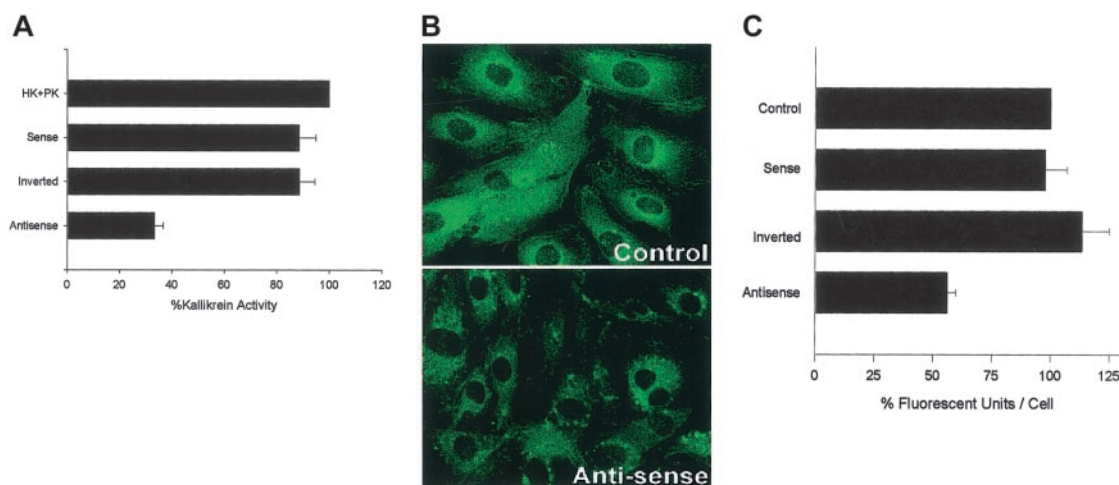 A
HK+PK
Sense
Inverted
Antisense
0 20 40 60 80 100 120
%Kallikrein Activity
B
Control
Anti-sense
C
Control
Sense
Inverted
Antisense
0 25 50 75 100 125
% Fluorescent Units / Cell